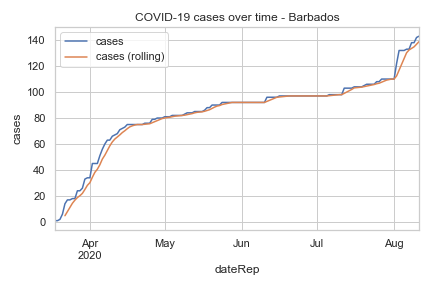 COVID-19 cases over time - Barbados
cases
cases (rolling)
cases
140
120
100
80
60
40
20
0
Apr
2020
May
Jun
Jul
Aug
dateRep